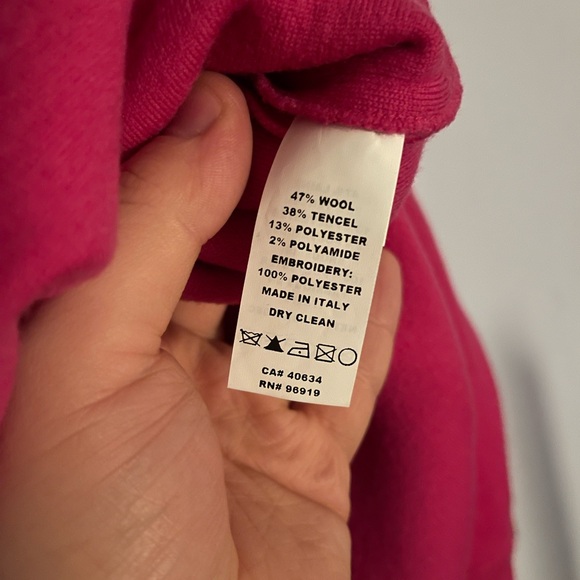 47% WOOL
38% TENCEL
13% POLYESTER
2% POLYAMIDE
EMBROIDERY:
100% POLYESTER
MADE IN ITALY
DRY CLEAN
CA# 40634
RN# 96919